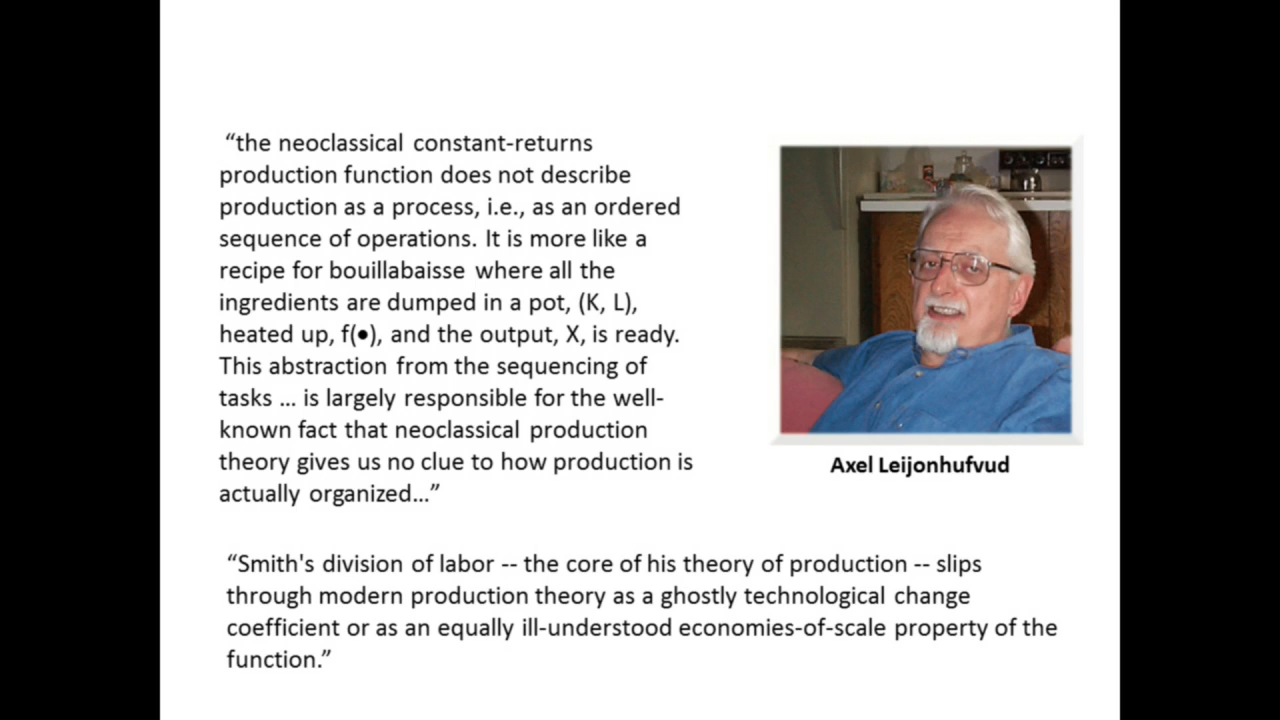 “the neoclassical constant-returns
production function does not describe
production as a process, i.e., as an ordered
sequence of operations. It is more like a
recipe for bouillabaisse where all the
ingredients are dumped in a pot, (K, L),
heated up, f(•), and the output, X, is ready.
This abstraction from the sequencing of
tasks ... is largely responsible for the well-
known fact that neoclassical production
theory gives us no clue to how production is
actually organized...”
Axel Leijonhufvud
“Smith's division of labor -- the core of his theory of production -- slips
through modern production theory as a ghostly technological change
coefficient or as an equally ill-understood economies-of-scale property of the
function.”